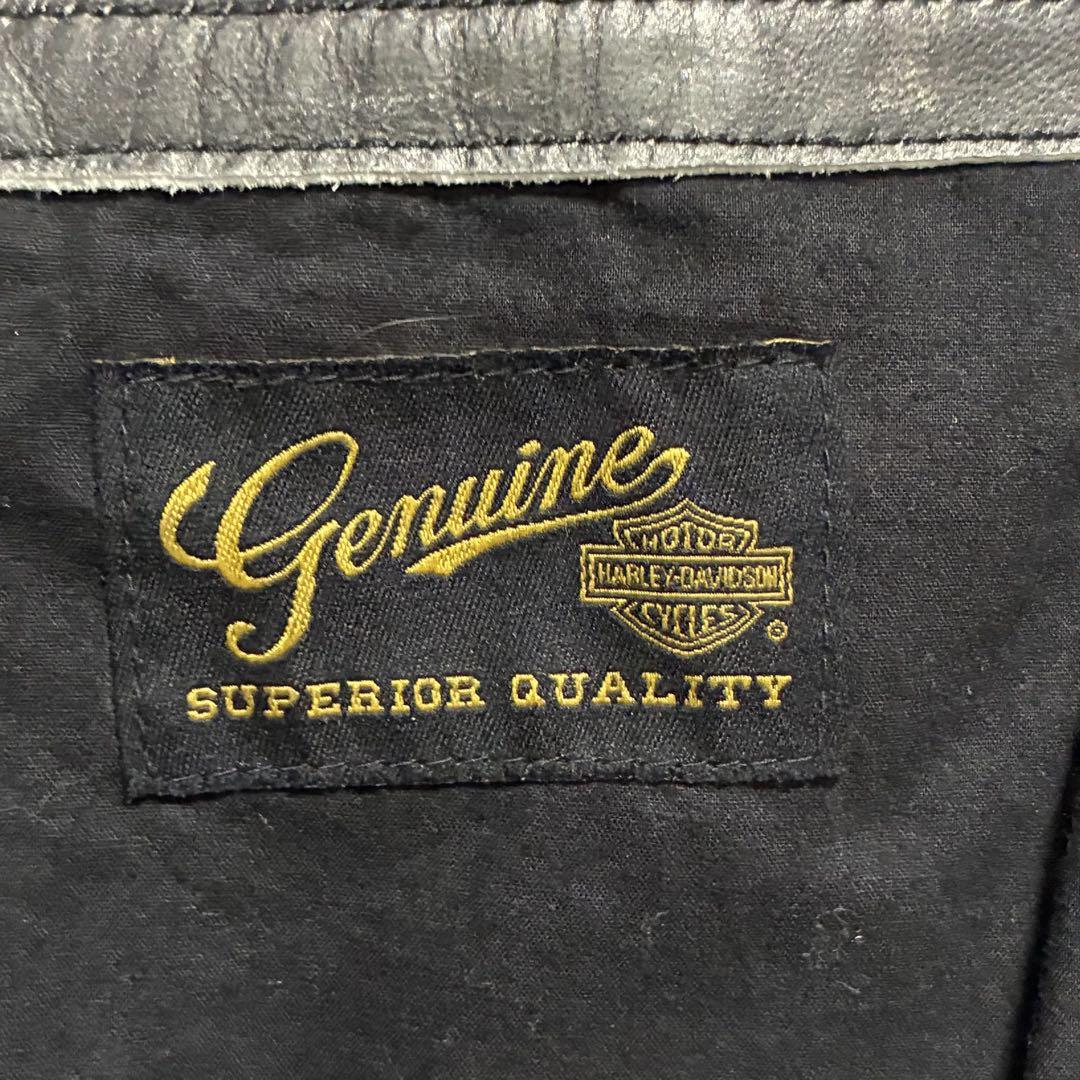 Genuine
MOTOR
HARLEY-DAVIDSON
CYCLES
®
SUPERIOR QUALITY